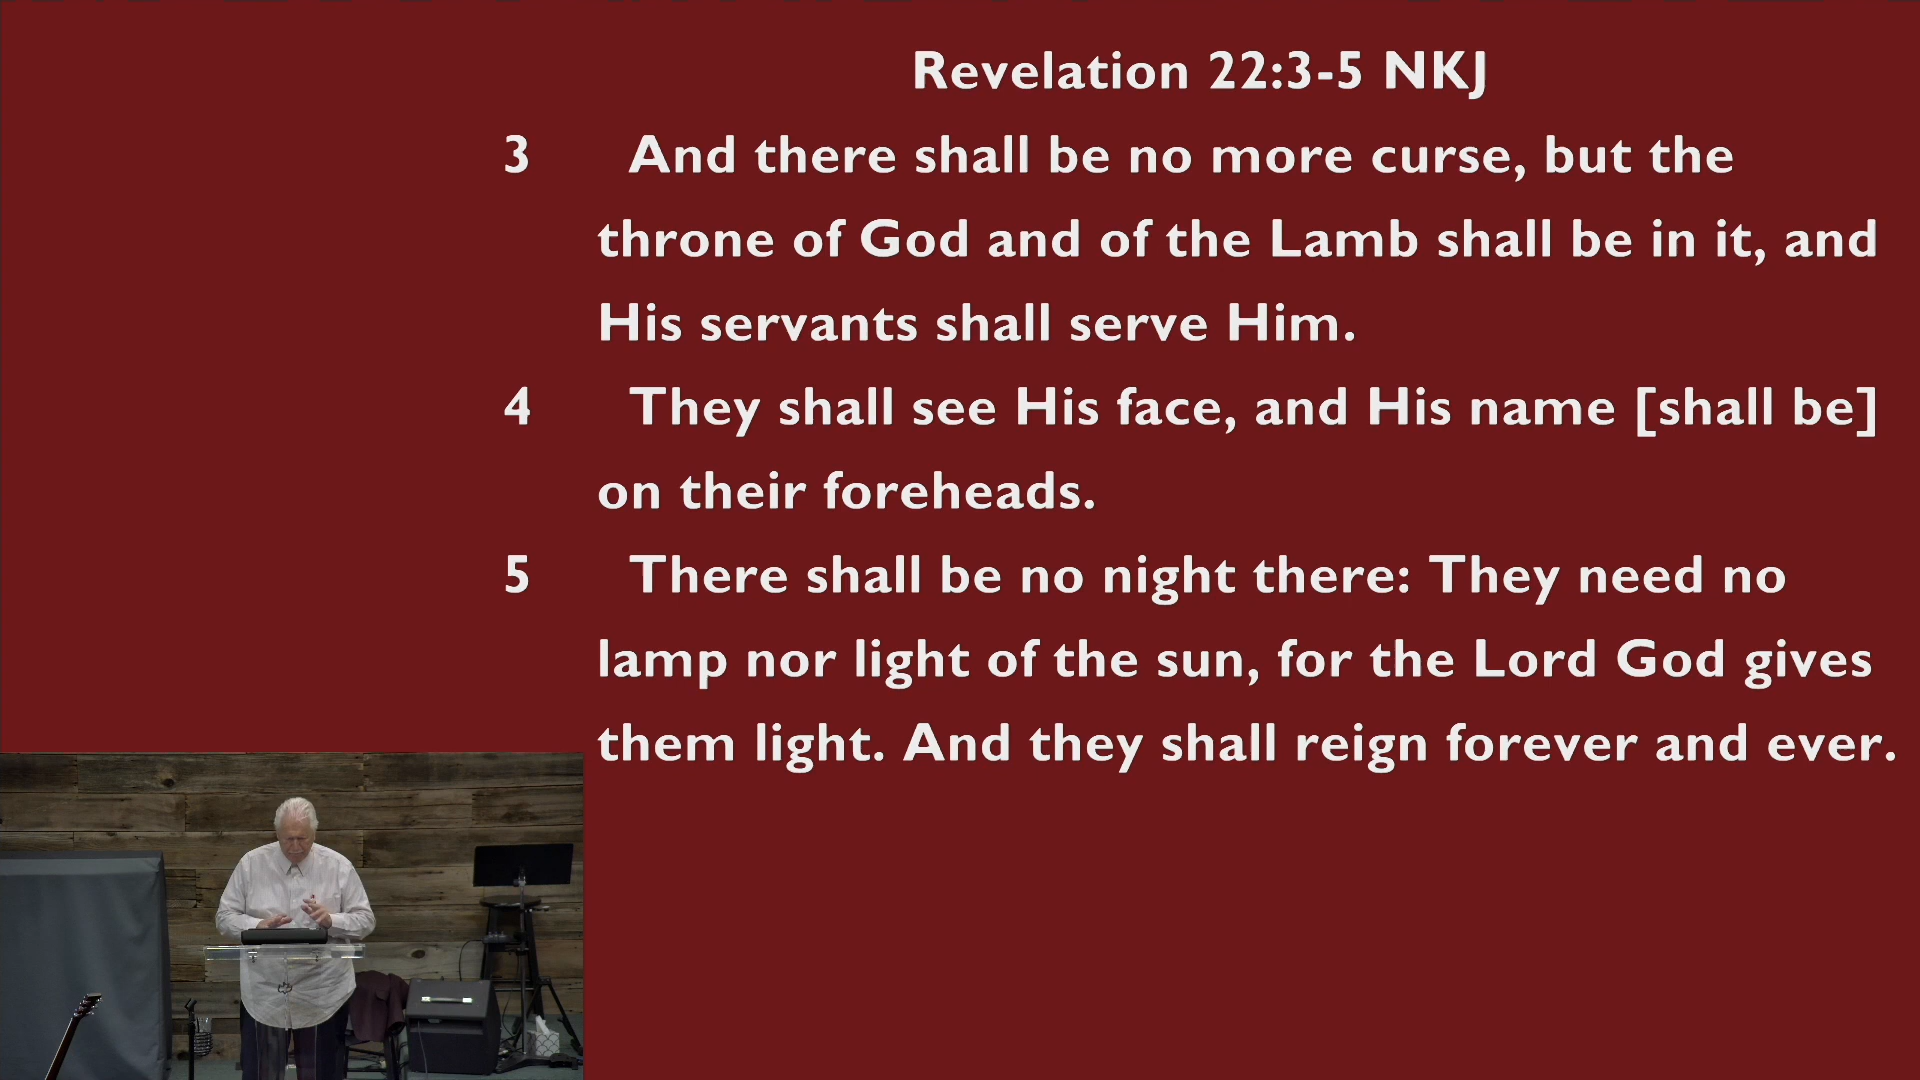 Revelation 22:3-5 NKJ
3 And there shall be no more curse, but the
throne of God and of the Lamb shall be in it, and
His servants shall serve Him.
4 They shall see His face, and His name [shall be]
on their foreheads.
5 There shall be no night there: They need no
lamp nor light of the sun, for the Lord God gives
them light. And they shall reign forever and ever.